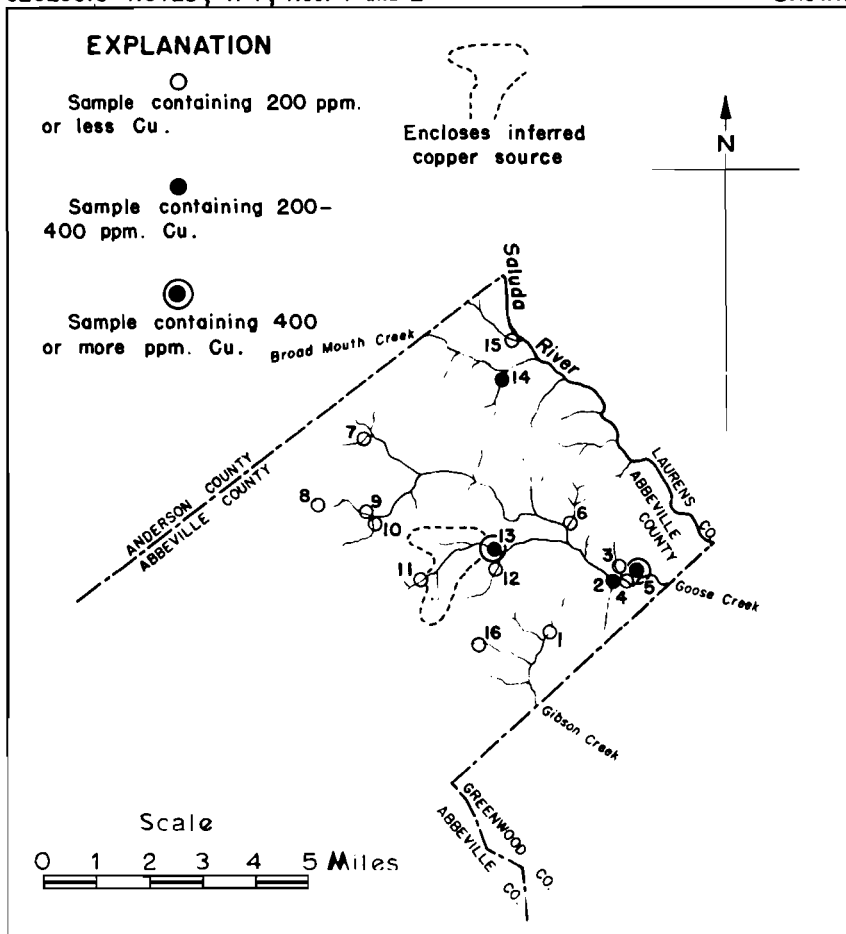 EXPLANATION
Sample containing 200 ppm.
or less Cu.
Sample containing 200-
400 ppm. Cu.
Sample containing 400
or more ppm. Cu.
Encloses inferred
copper source
N
Saluda
River
Broad Mouth Creek
15
14
7
ANDERSON COUNTY
ABBEVILLE COUNTY
LAURENS CO.
ABBEVILLE
COUNTY
8
9
10
6
13
11
12
3
2
4
5
Goose Creek
16
1
Gibson Creek
GREENWOOD CO.
ABBEVILLE CO.
Scale
0 1 2 3 4 5 Miles